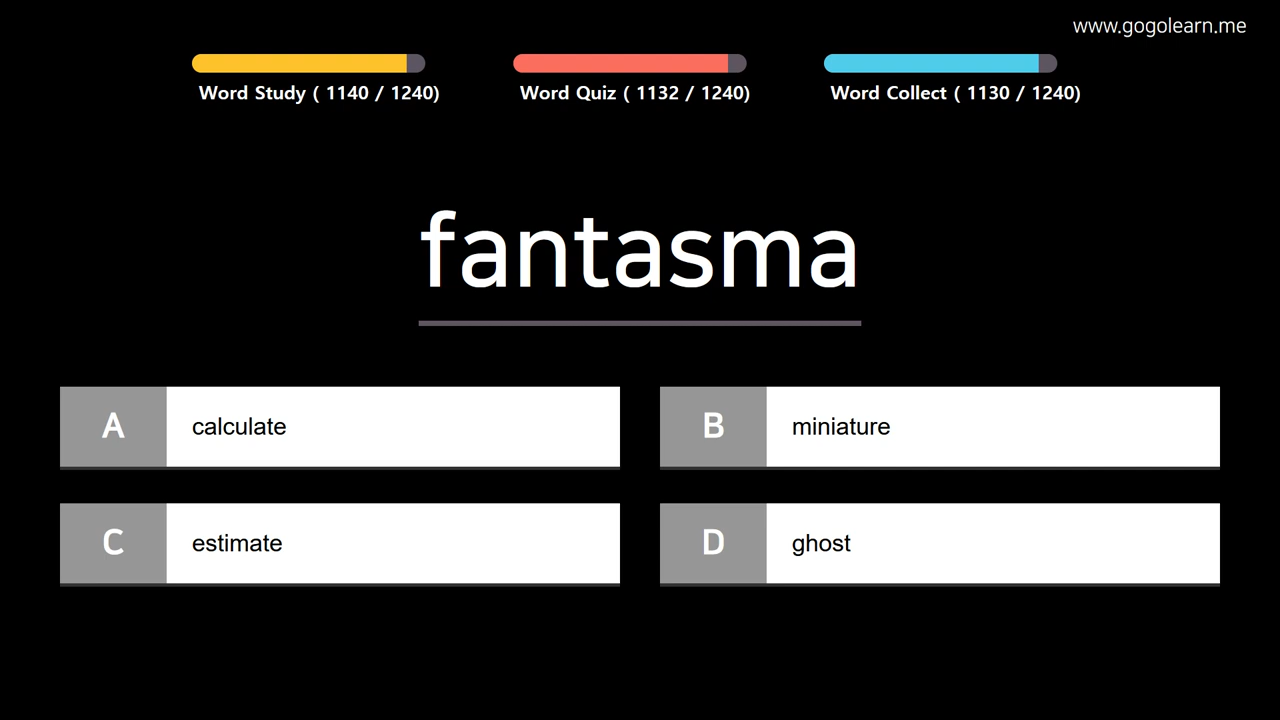 www.gogolearn.me
Word Study ( 1140 / 1240)
Word Quiz ( 1132 / 1240)
Word Collect ( 1130 / 1240)
fantasma
A calculate
B miniature
C estimate
D ghost